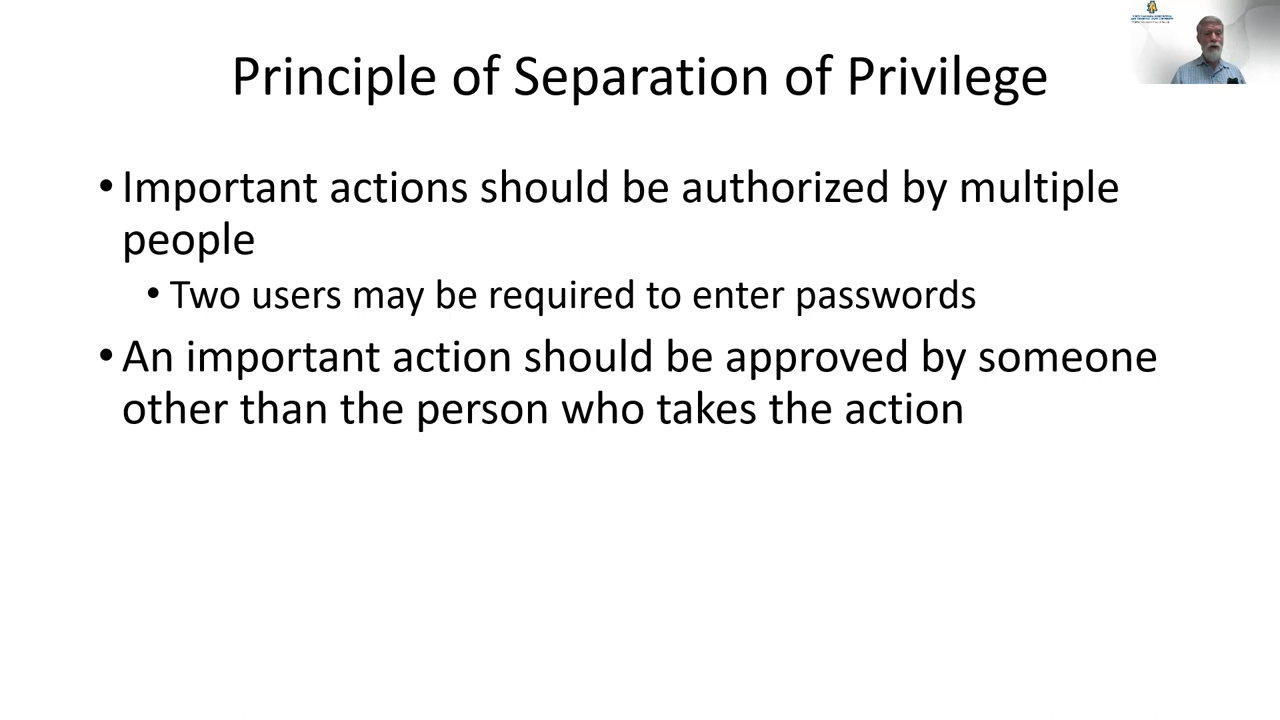 Principle of Separation of Privilege
• Important actions should be authorized by multiple
people
• Two users may be required to enter passwords
• An important action should be approved by someone
other than the person who takes the action